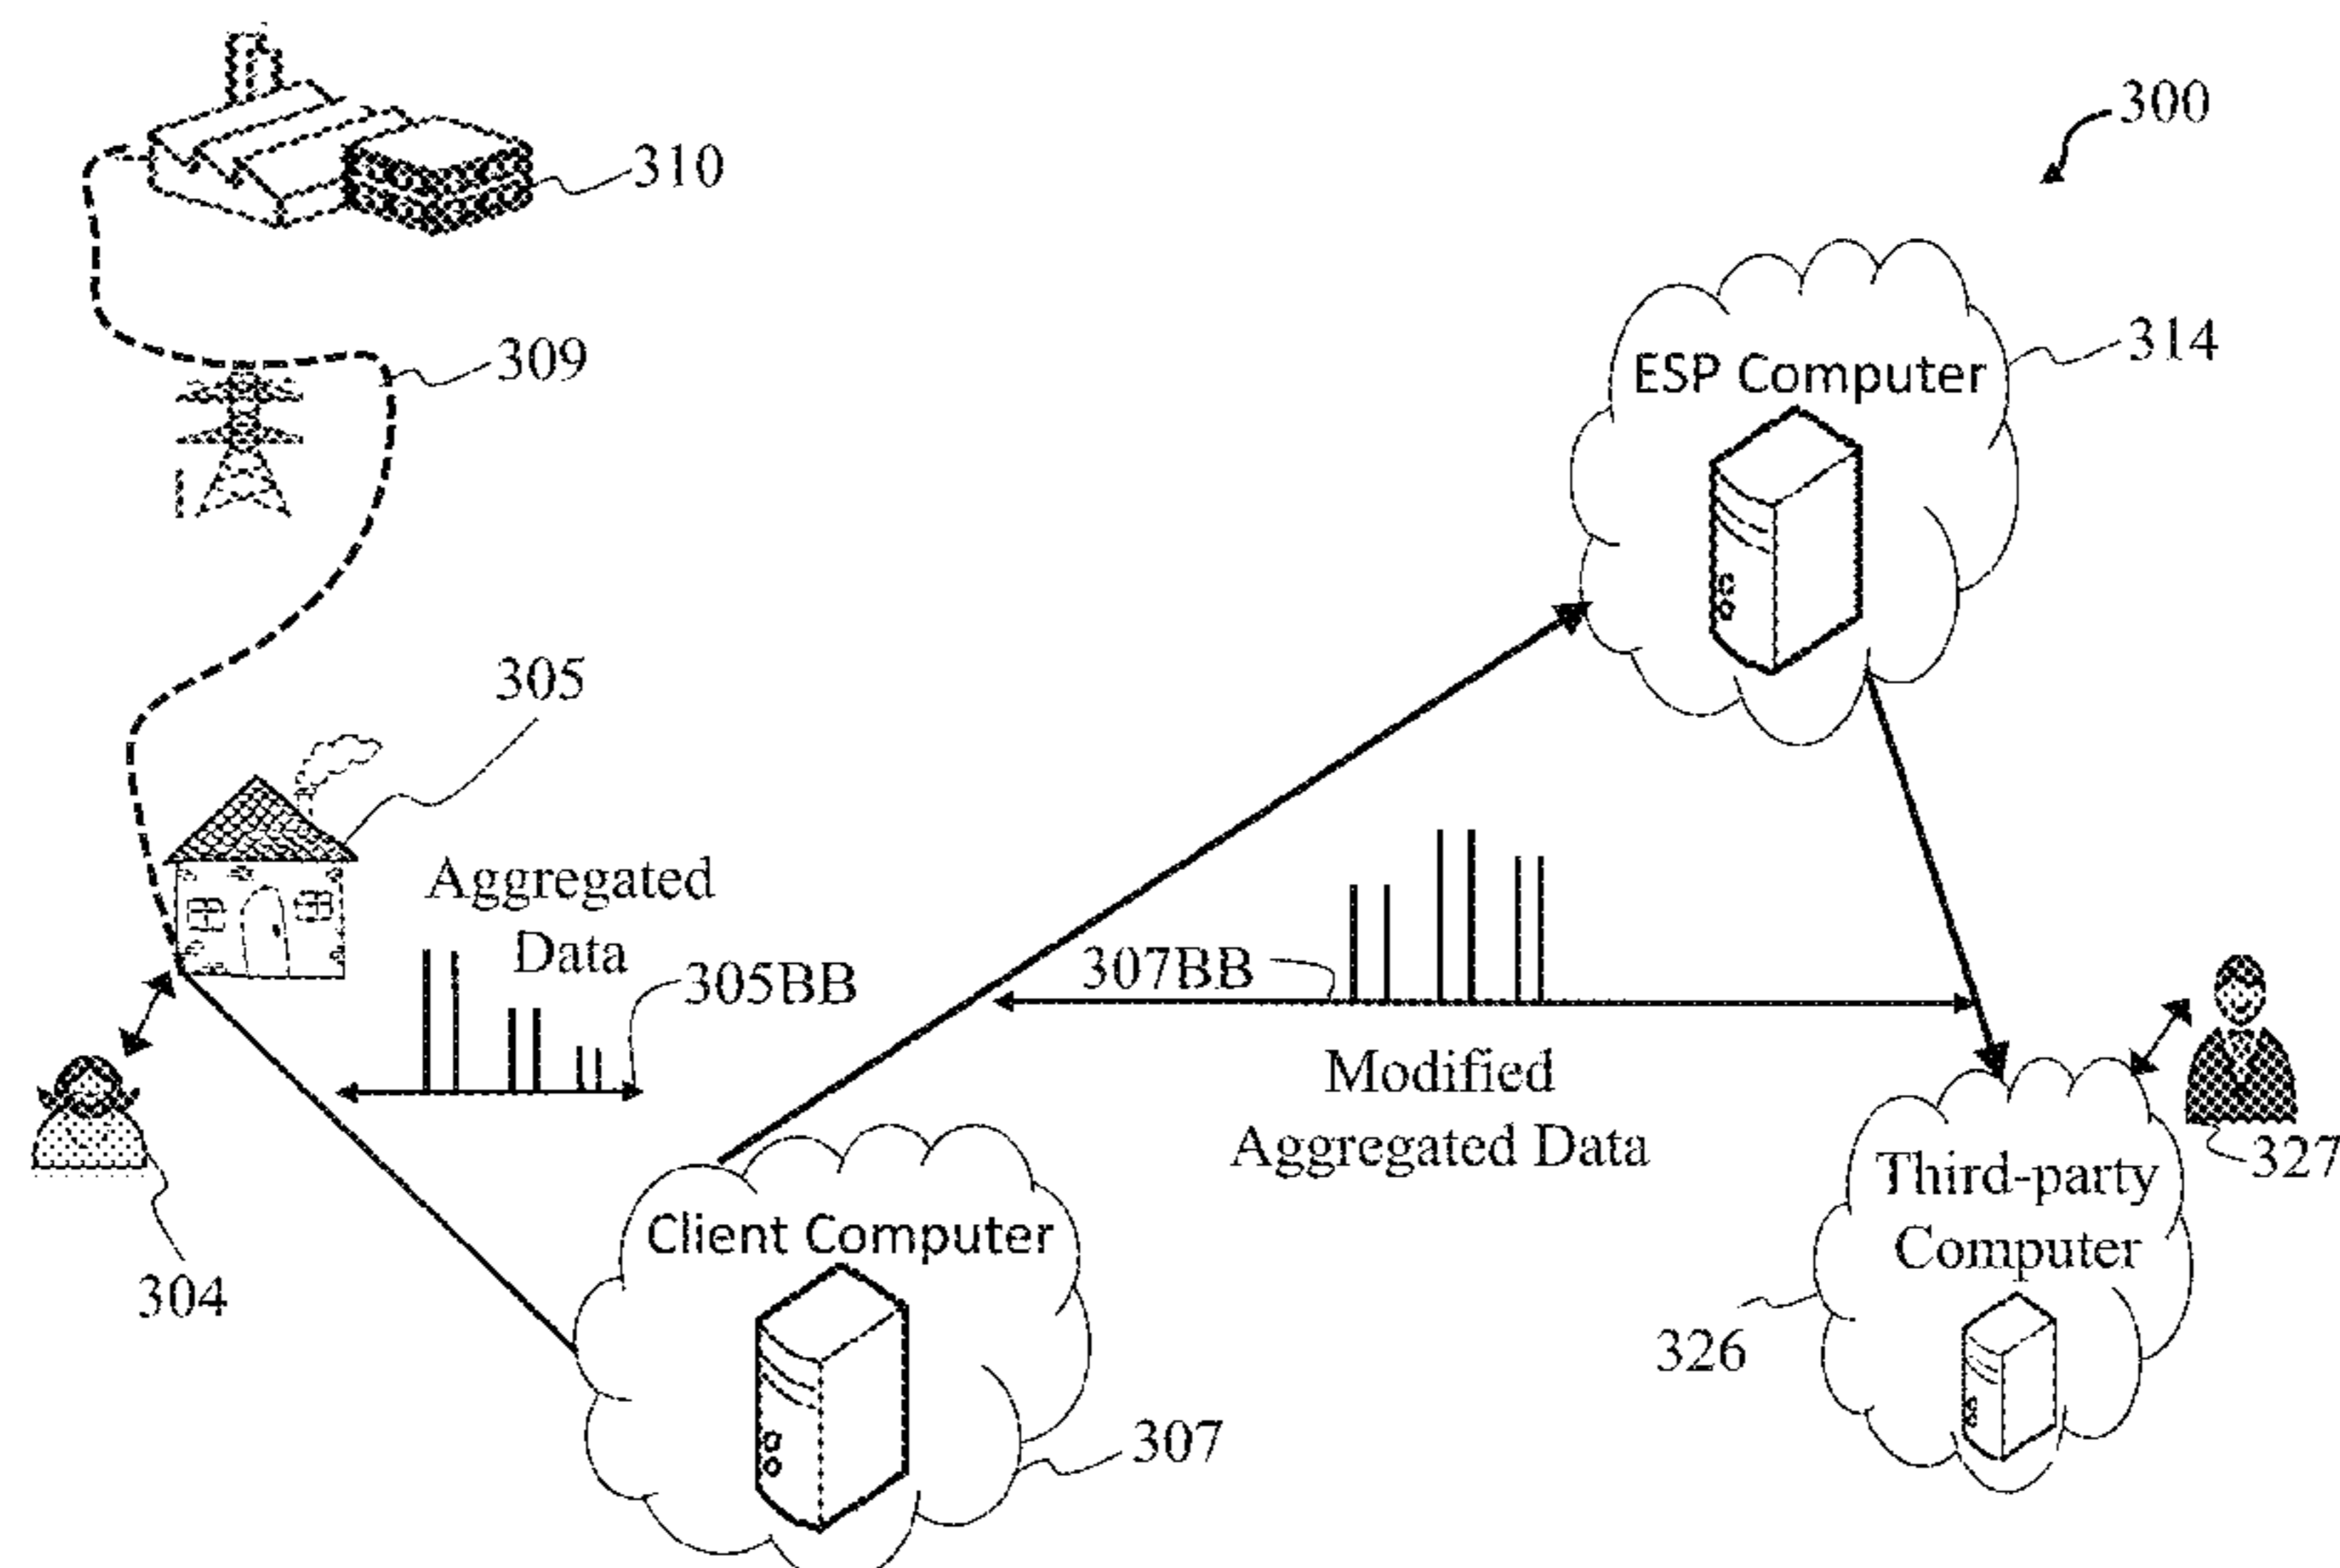 300
310
309
314
ESP Computer
305
Aggregated
Data
305BB
307BB
Modified
Aggregated Data
327
304
Client Computer
Third-party
Computer
326
307